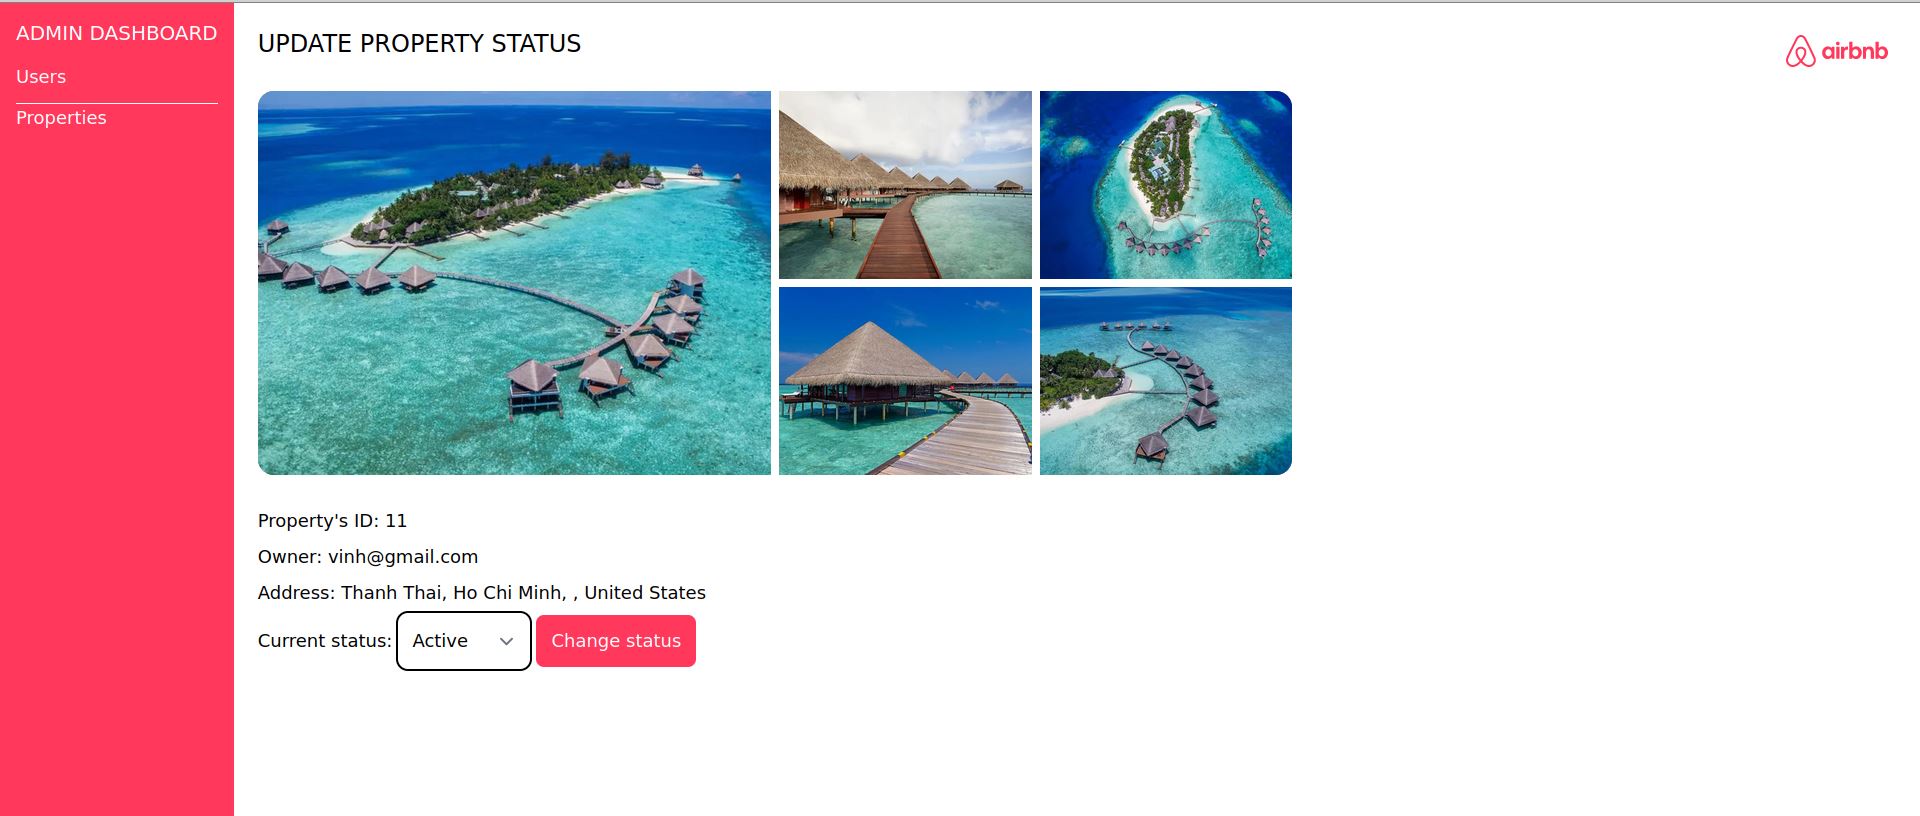 ADMIN DASHBOARD
Users
Properties
UPDATE PROPERTY STATUS
airbnb
Property's ID: 11
Owner: vinh@gmail.com
Address: Thanh Thai, Ho Chi Minh, , United States
Current status: Active Change status